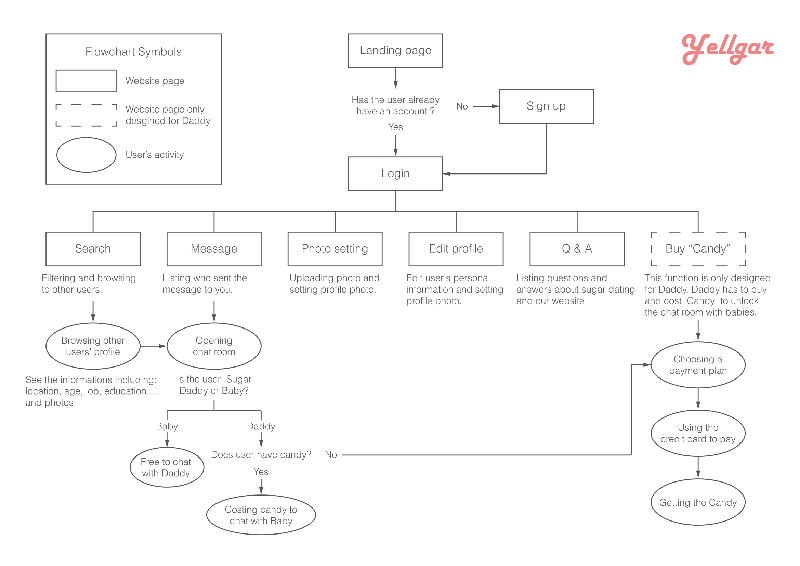 Yellgar
Flowchart Symbols
Website page
Website page only
desgined for Daddy
User's activity
Landing page
Has the user already
have an account ?
No
Sign up
Yes
Login
Search
Message
Photo setting
Edit profile
Q & A
Buy “Candy”
Filtering and browsing
to other users.
Listing who sent the
message to you.
Uploading photo and
setting profile photo.
Edit user's persona
information and setting
profile photo.
Listing questions and
answers about sugar dating
and our website
This function is only designed
for Daddy. Daddy has to buy
and cost “Candy” to unlock
the chat room with babies.
Browsing other
users' profile
Opening
chat room
See the informations including:
location, age, job, education.....
and photos
Is the user “Sugar
Daddy or Baby?
Baby
Daddy
Free to chat
with Daddy
Does user have candy?
No
Yes
Costing candy to
chat with Baby
Choosing a
payment plan
Using the
credit card to pay
Getting the Candy